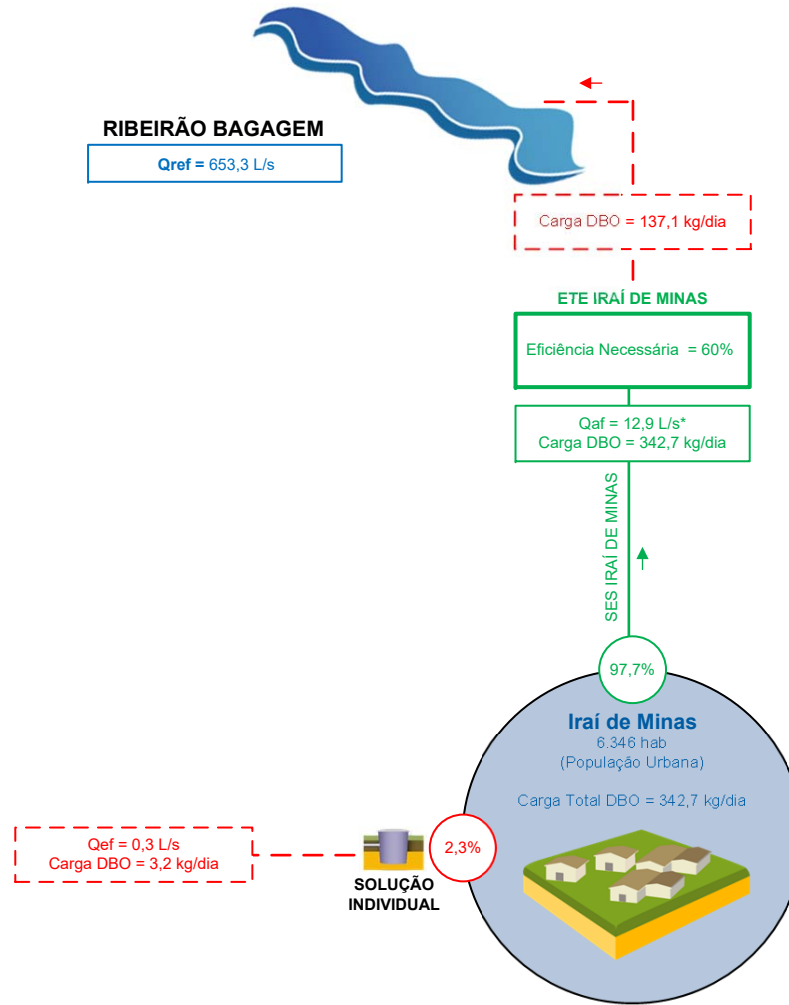 RIBEIRÃO BAGAGEM
Qref = 653,3 L/s
Carga DBO = 137,1 kg/dia
ETE IRAÍ DE MINAS
Eficiência Necessária = 60%
Qaf = 12,9 L/s*
Carga DBO = 342,7 kg/dia
SES IRAÍ DE MINAS
97,7%
Iraí de Minas
6.346 hab
(População Urbana)
Carga Total DBO = 342,7 kg/dia
2,3%
Qef = 0,3 L/s
Carga DBO = 3,2 kg/dia
SOLUÇÃO
INDIVIDUAL